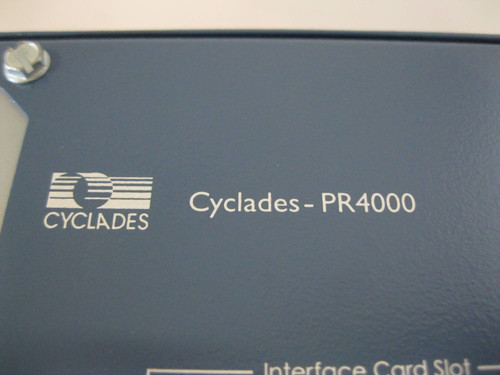 CYCLADES
Cyclades - PR4000
Interface Card Slot